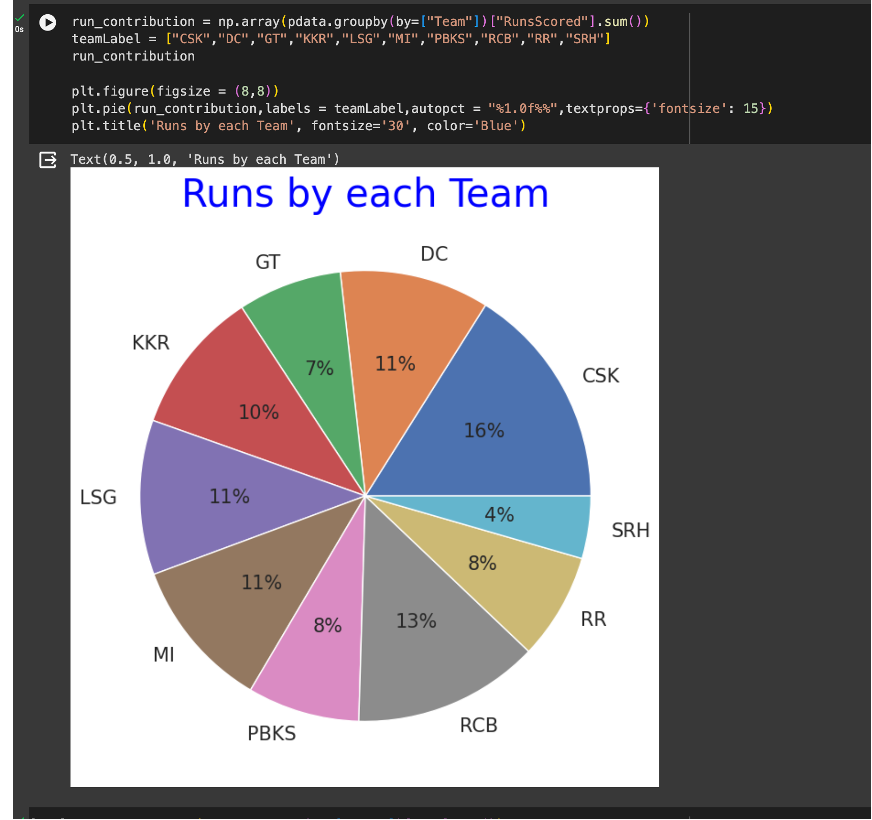 run_contribution = np.array(pdata.groupby(by=["Team"])["RunsScored"].sum())
teamLabel = ["CSK","DC","GT","KKR","LSG","MI","PBKS","RCB","RR","SRH"]
run_contribution
plt.figure(figsize = (8,8))
plt.pie(run_contribution,labels = teamLabel,autopct = "%1.0f%%",textprops={'fontsize': 15})
plt.title('Runs by each Team', fontsize='30', color='Blue')
0s
Text(0.5, 1.0, 'Runs by each Team')
Runs by each Team
DC
GT
KKR
CSK
7%
11%
10%
16%
LSG
11%
4%
SRH
8%
11%
13%
8%
RR
MI
RCB
PBKS